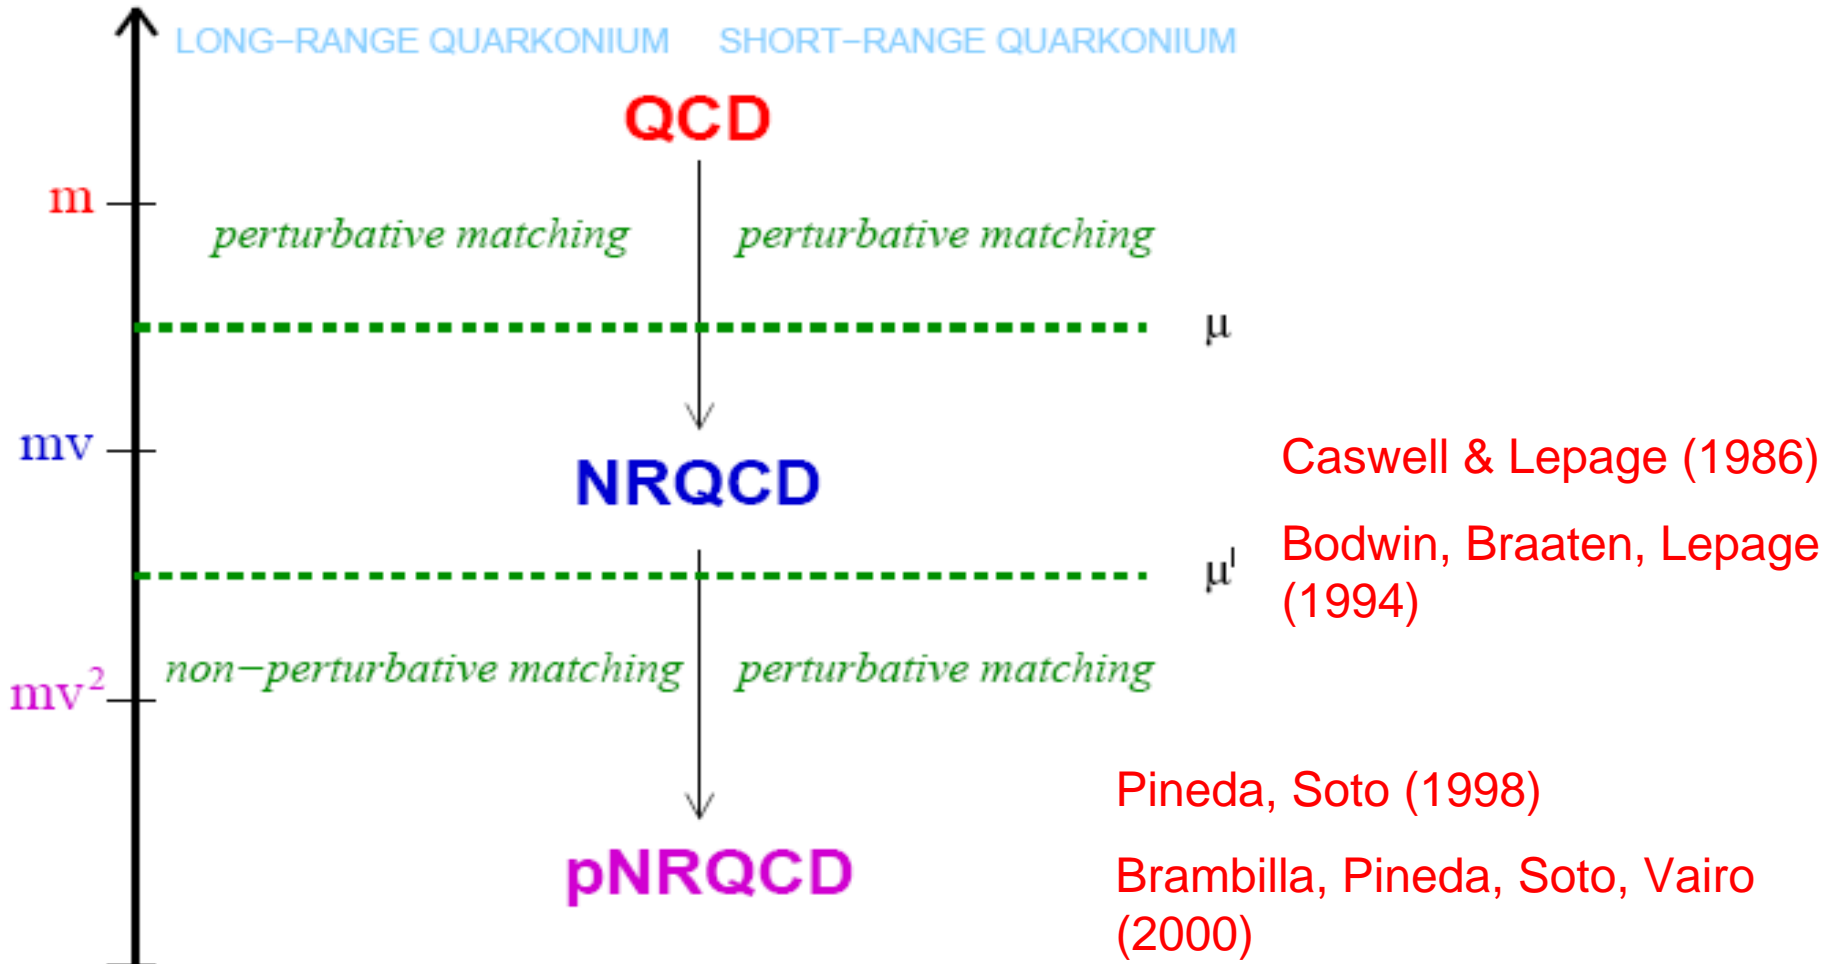 LONG-RANGE QUARKONIUM SHORT-RANGE QUARKONIUM
QCD
m
perturbative matching perturbative matching
μ
mv
NRQCD
Caswell & Lepage (1986)
Bodwin, Braaten, Lepage
(1994)
μ'
non-perturbative matching perturbative matching
mv²
pNRQCD
Pineda, Soto (1998)
Brambilla, Pineda, Soto, Vairo
(2000)